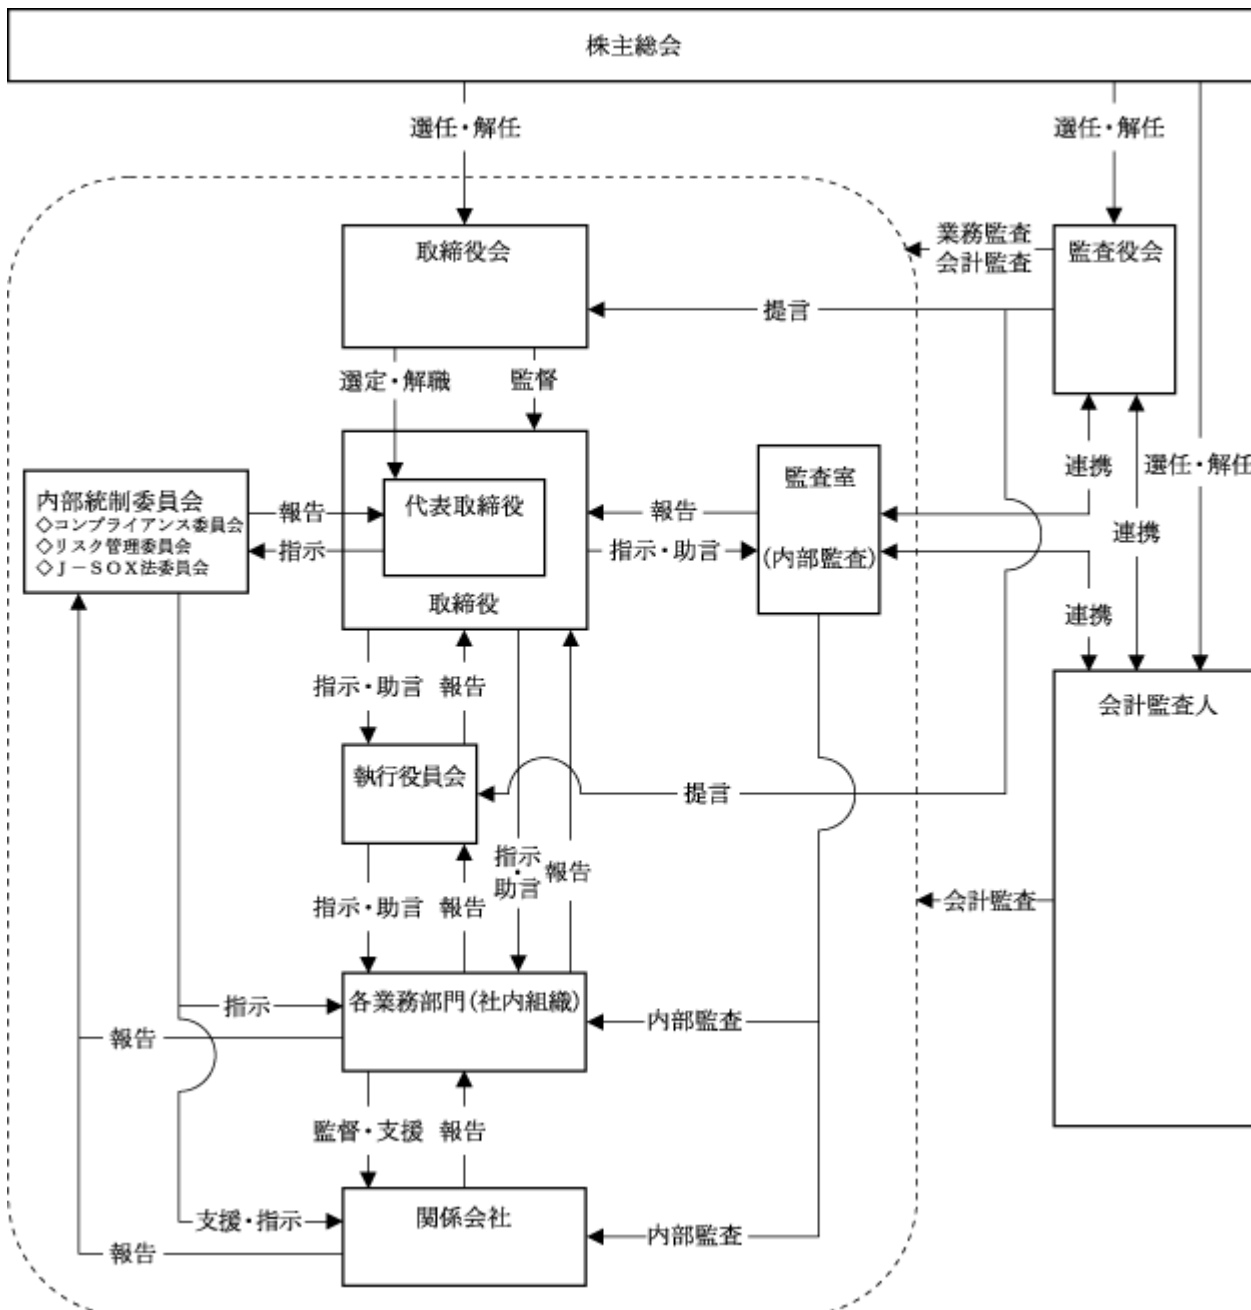 株主総会
選任・解任
選任・解任
取締役会
業務監査
会計監査
監査役会
提言
選定・解職
監督
内部統制委員会
◇コンプライアンス委員会
◇リスク管理委員会
◇J－SOX法委員会
報告
指示
代表取締役
取締役
報告
指示・助言
監査室
(内部監査)
連携
連携
選任・解任
連携
会計監査人
指示・助言
報告
執行役員会
提言
指示・助言
報告
指示
・
助言
報告
会計監査
各業務部門(社内組織)
指示
報告
内部監査
監督・支援
報告
関係会社
支援・指示
報告
内部監査